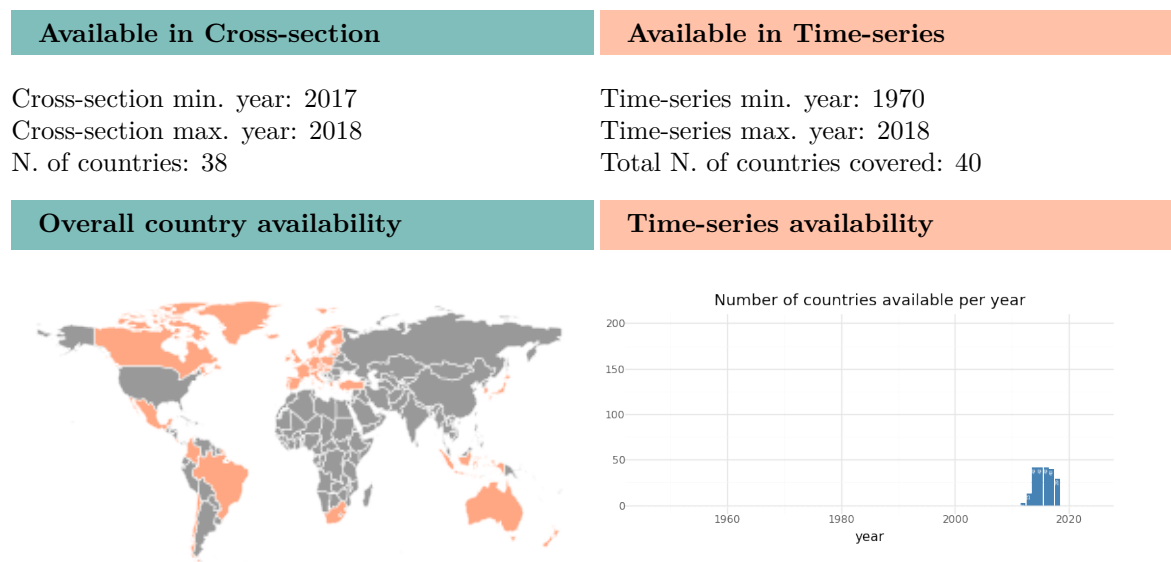 Available in Cross-section
Available in Time-series
Cross-section min. year: 2017
Cross-section max. year: 2018
N. of countries: 38
Time-series min. year: 1970
Time-series max. year: 2018
Total N. of countries covered: 40
Overall country availability
Time-series availability
Number of countries available per year
200
150
100
50
0
1960
1980
2000
2020
year